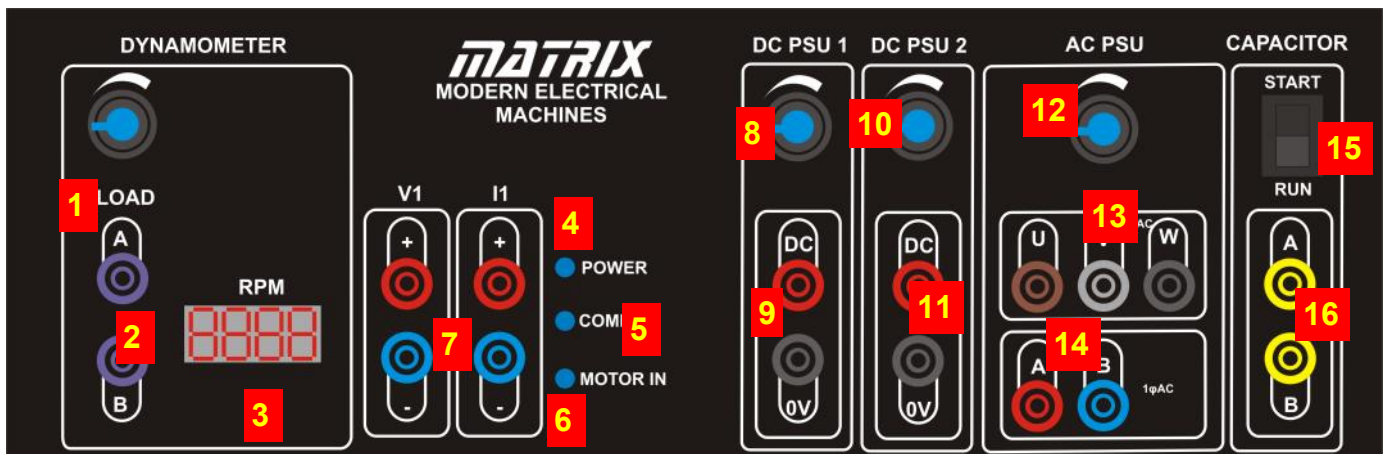 DYNAMOMETER
MATRIX
MODERN ELECTRICAL
MACHINES
DC PSU 1
DC PSU 2
AC PSU
CAPACITOR
START
8
10
12
15
RUN
1
LOAD
V1
I1
4
13
AC
A
+
+
POWER
DC
DC
U
W
A
RPM
2
8888
7
COM
5
9
11
16
3
14
MOTOR IN
A
B
1φAC
B
-
-
6
0V
0V
B